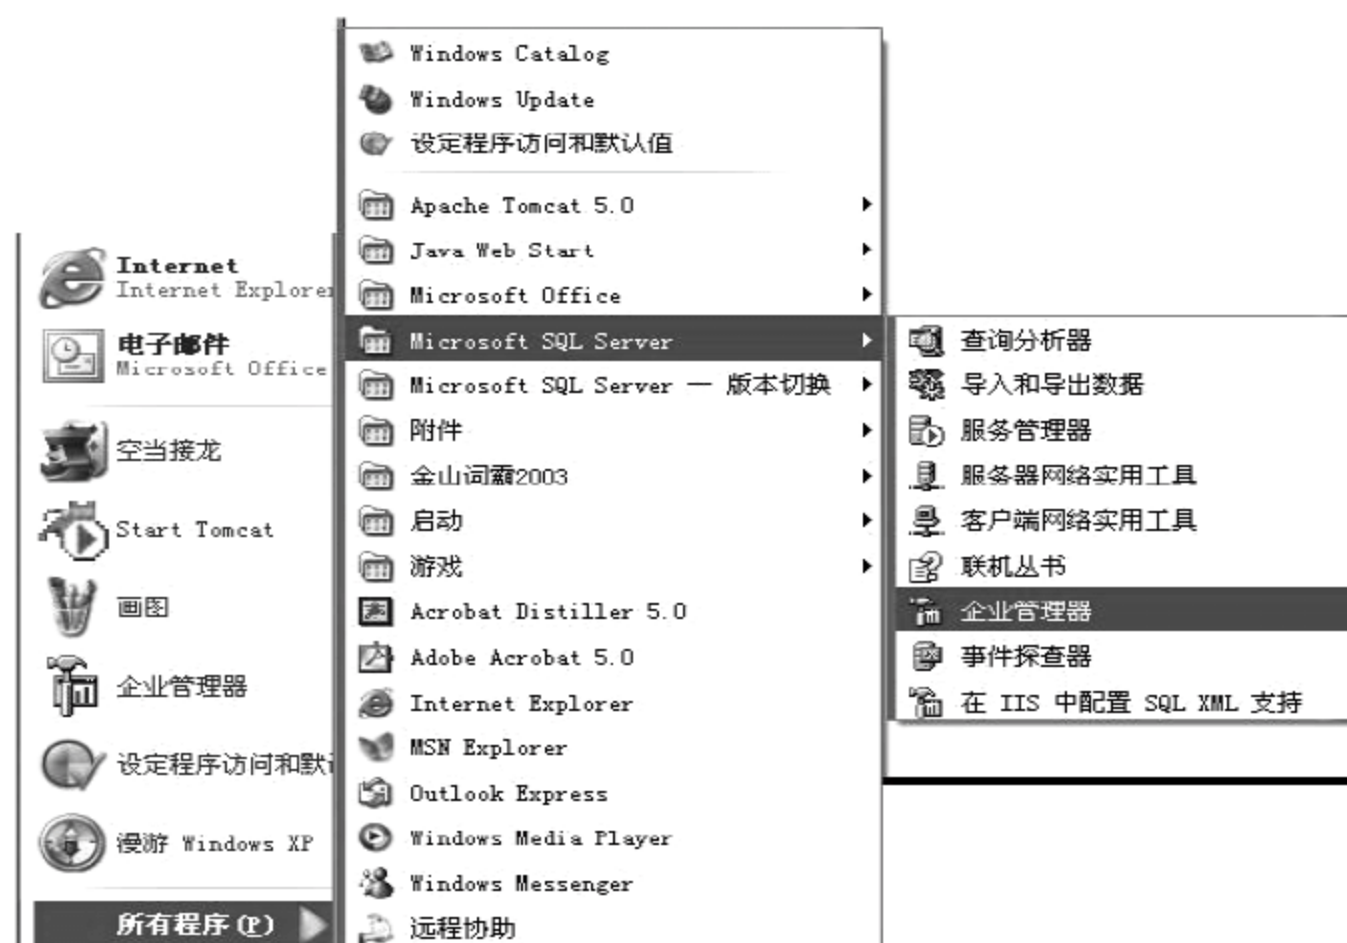 Internet
Internet Explorer
电子邮件
Microsoft Office
空当接龙
Start Tomcat
画图
企业管理器
设定程序访问和默认
漫游 Windows XP
所有程序(P)
Windows Catalog
Windows Update
设定程序访问和默认值
Apache Tomcat 5.0
Java Web Start
Microsoft Office
Microsoft SQL Server
Microsoft SQL Server — 版本切换
附件
金山词霸2003
启动
游戏
Acrobat Distiller 5.0
Adobe Acrobat 5.0
Internet Explorer
MSN Explorer
Outlook Express
Windows Media Player
Windows Messenger
远程协助
查询分析器
导入和导出数据
服务管理器
服务器网络实用工具
客户端网络实用工具
联机丛书
企业管理器
事件探查器
在 IIS 中配置 SQL XML 支持